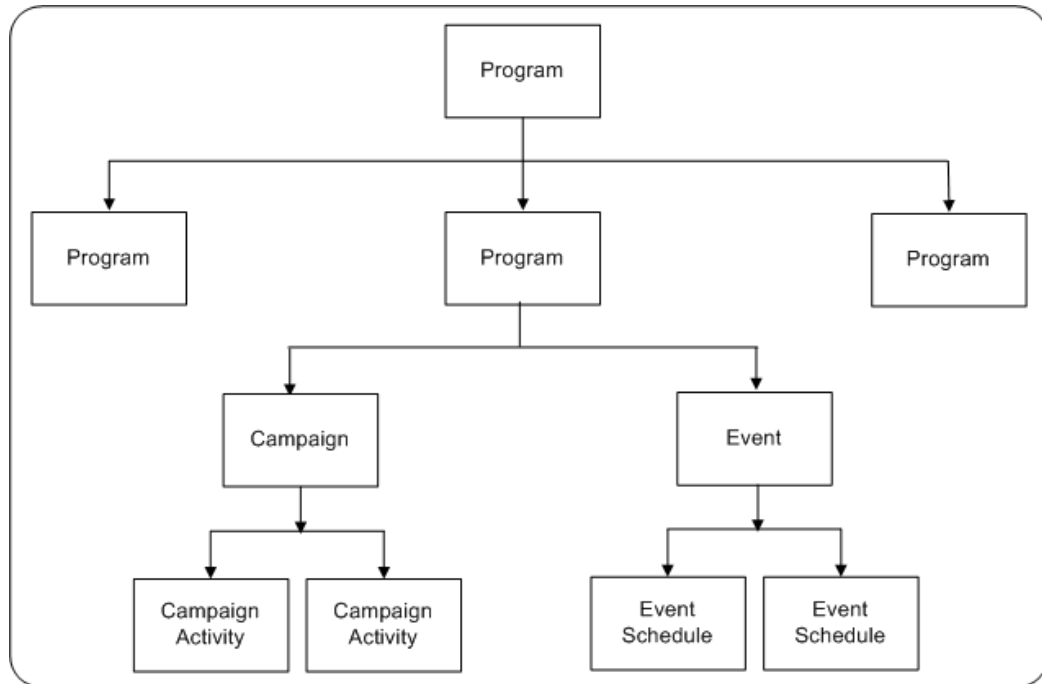 Program
Program
Program
Program
Campaign
Event
Campaign
Activity
Campaign
Activity
Event
Schedule
Event
Schedule